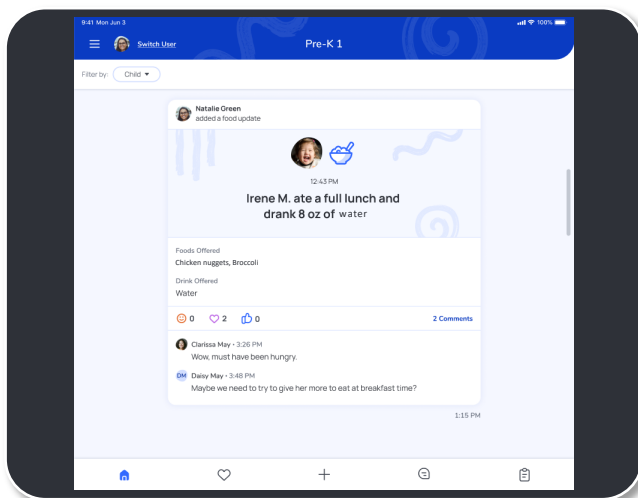 9:41 Mon Jun 3
100%
Switch User
Pre-K 1
Filter by:
Child
Natalie Green
added a food update
12:43 PM
Irene M. ate a full lunch and
drank 8 oz of water
Foods Offered
Chicken nuggets, Broccoli
Drink Offered
Water
0 2 0 2 Comments
Clarissa May • 3:26 PM
Wow, must have been hungry.
DM Daisy May • 3:48 PM
Maybe we need to try to give her more to eat at breakfast time?
1:15 PM